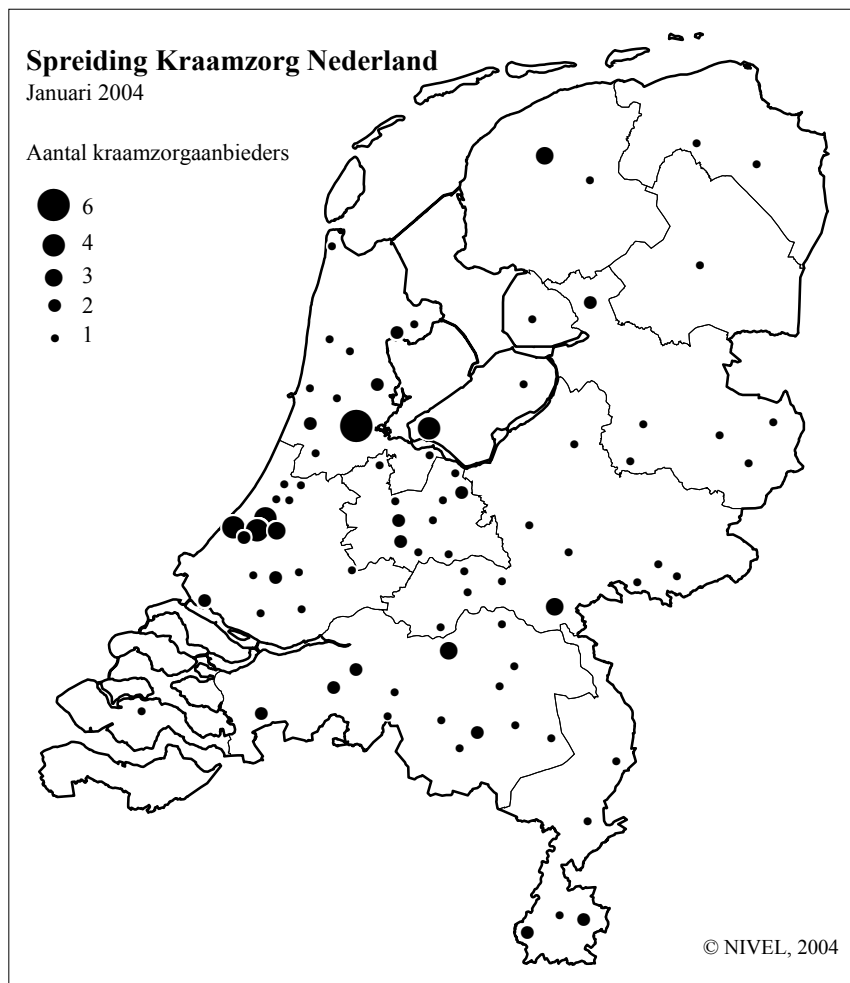 Spreiding Kraamzorg Nederland
Januari 2004
Aantal kraamzorgaanbieders
6
4
3
2
1
© NIVEL, 2004